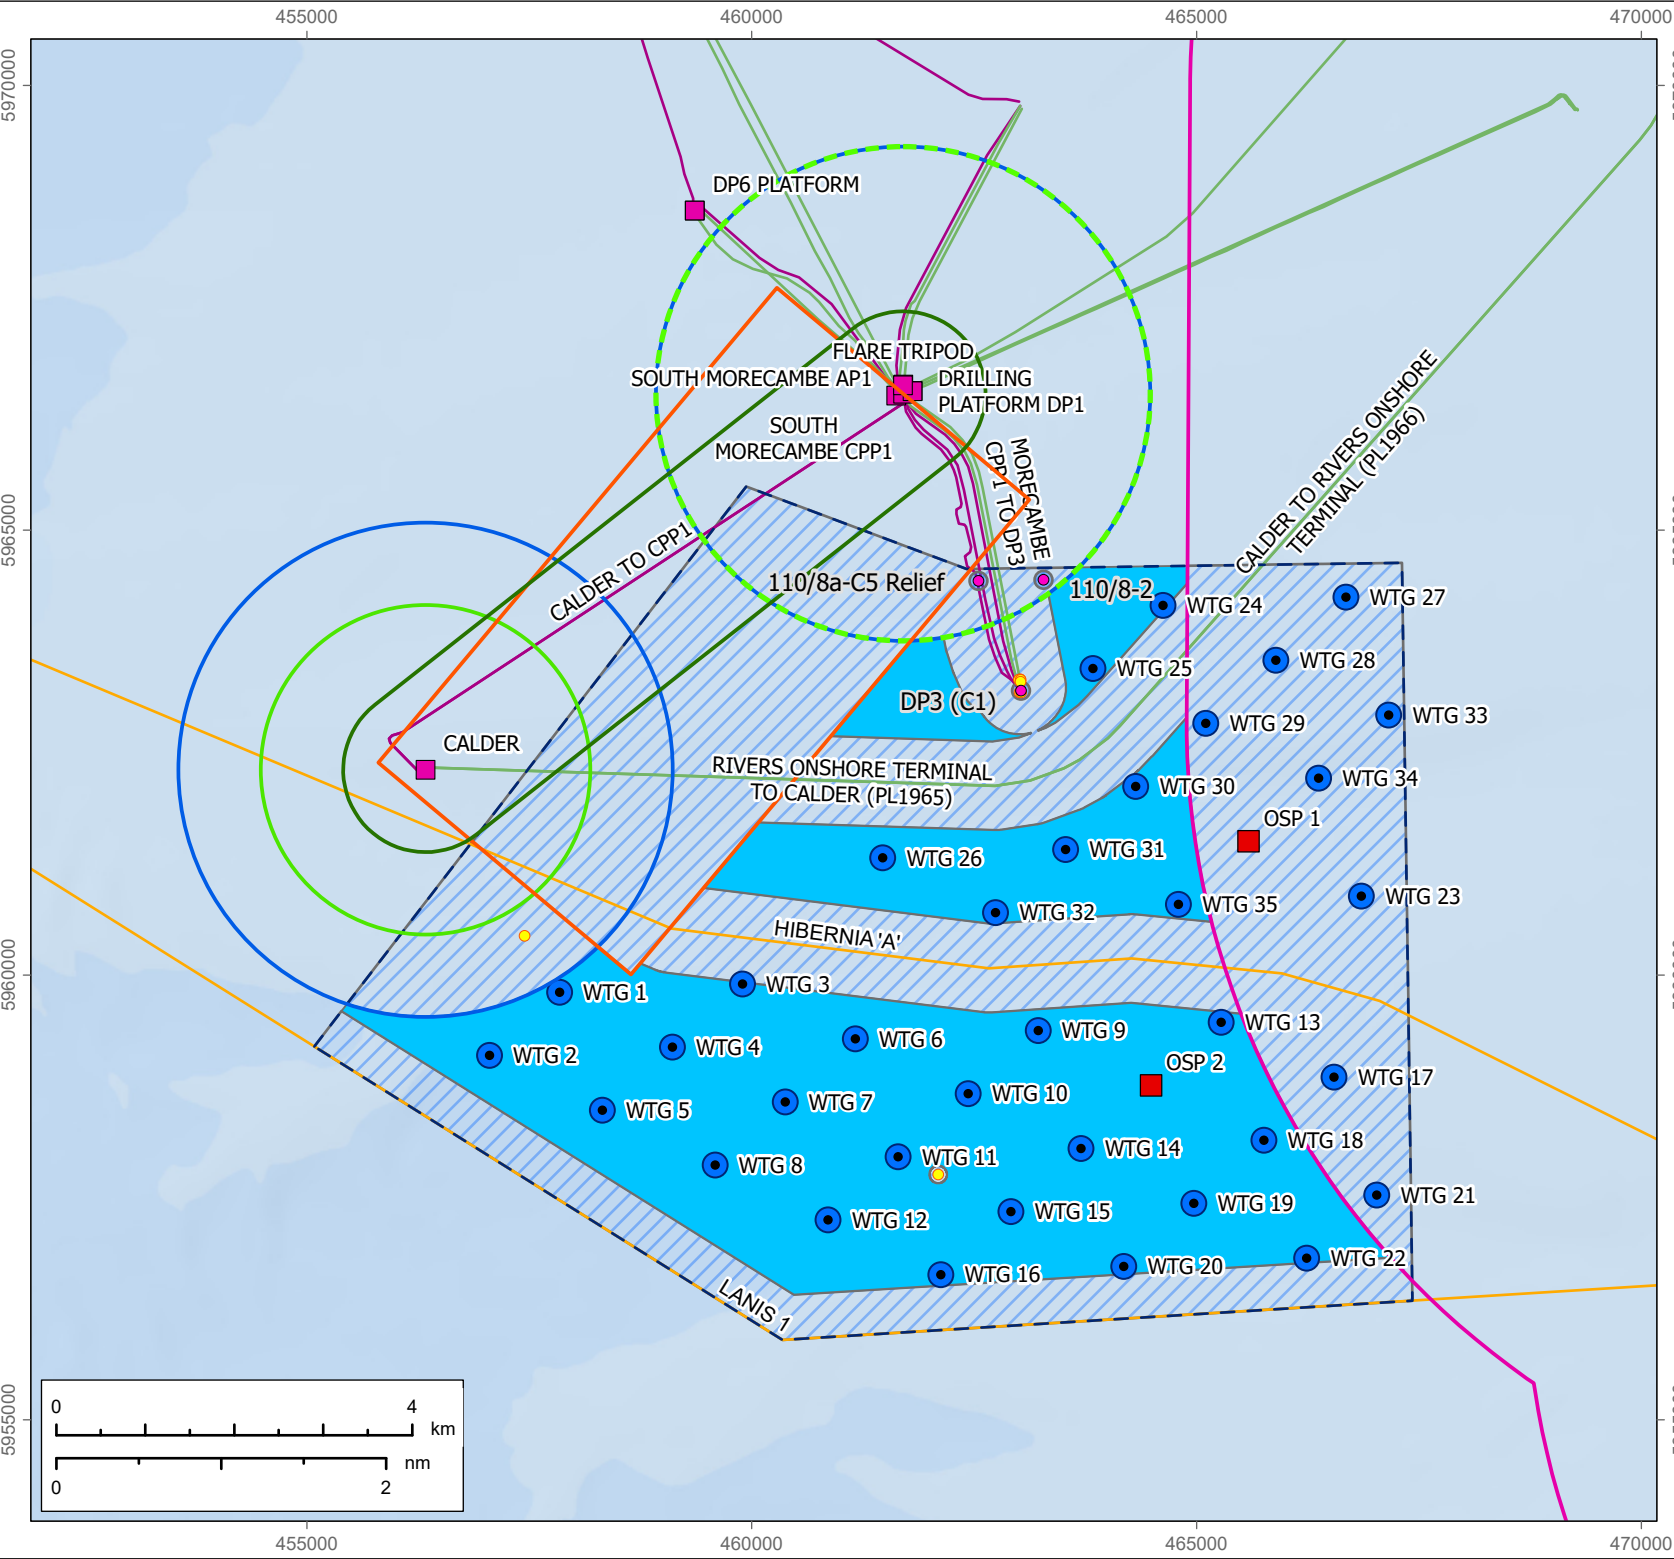 455000
460000
465000
470000
5970000
5965000
5960000
5955000
DP6 PLATFORM
FLARE TRIPOD
SOUTH MORECAMBE AP1
DRILLING
PLATFORM DP1
SOUTH
MORECAMBE CPP1
MORECAMBE
CPP1 TO DP3
CALDER TO RIVERS ONSHORE
TERMINAL (PL1966)
CALDER TO CPP1
110/8a-C5 Relief
110/8-2
WTG 24
WTG 27
WTG 25
WTG 28
DP3 (C1)
WTG 29
WTG 33
CALDER
RIVERS ONSHORE TERMINAL
TO CALDER (PL1965)
WTG 30
WTG 34
OSP 1
WTG 26
WTG 31
WTG 23
WTG 32
WTG 35
HIBERNIA 'A'
WTG 1
WTG 3
WTG 13
WTG 2
WTG 4
WTG 6
WTG 9
OSP 2
WTG 17
WTG 5
WTG 7
WTG 10
WTG 18
WTG 8
WTG 11
WTG 14
WTG 21
WTG 12
WTG 15
WTG 19
WTG 16
WTG 20
WTG 22
LANIS 1
0
4
km
nm
0
2
455000
460000
465000
470000